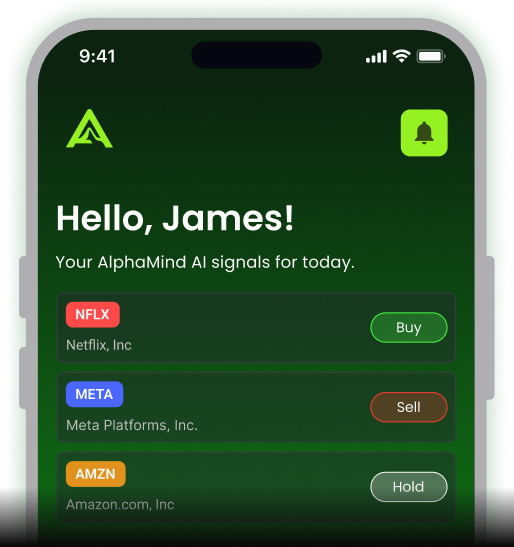 9:41
Hello, James!
Your AlphaMind AI signals for today.
NFLX
Netflix, Inc
Buy
META
Meta Platforms, Inc.
Sell
AMZN
Amazon.com, Inc
Hold